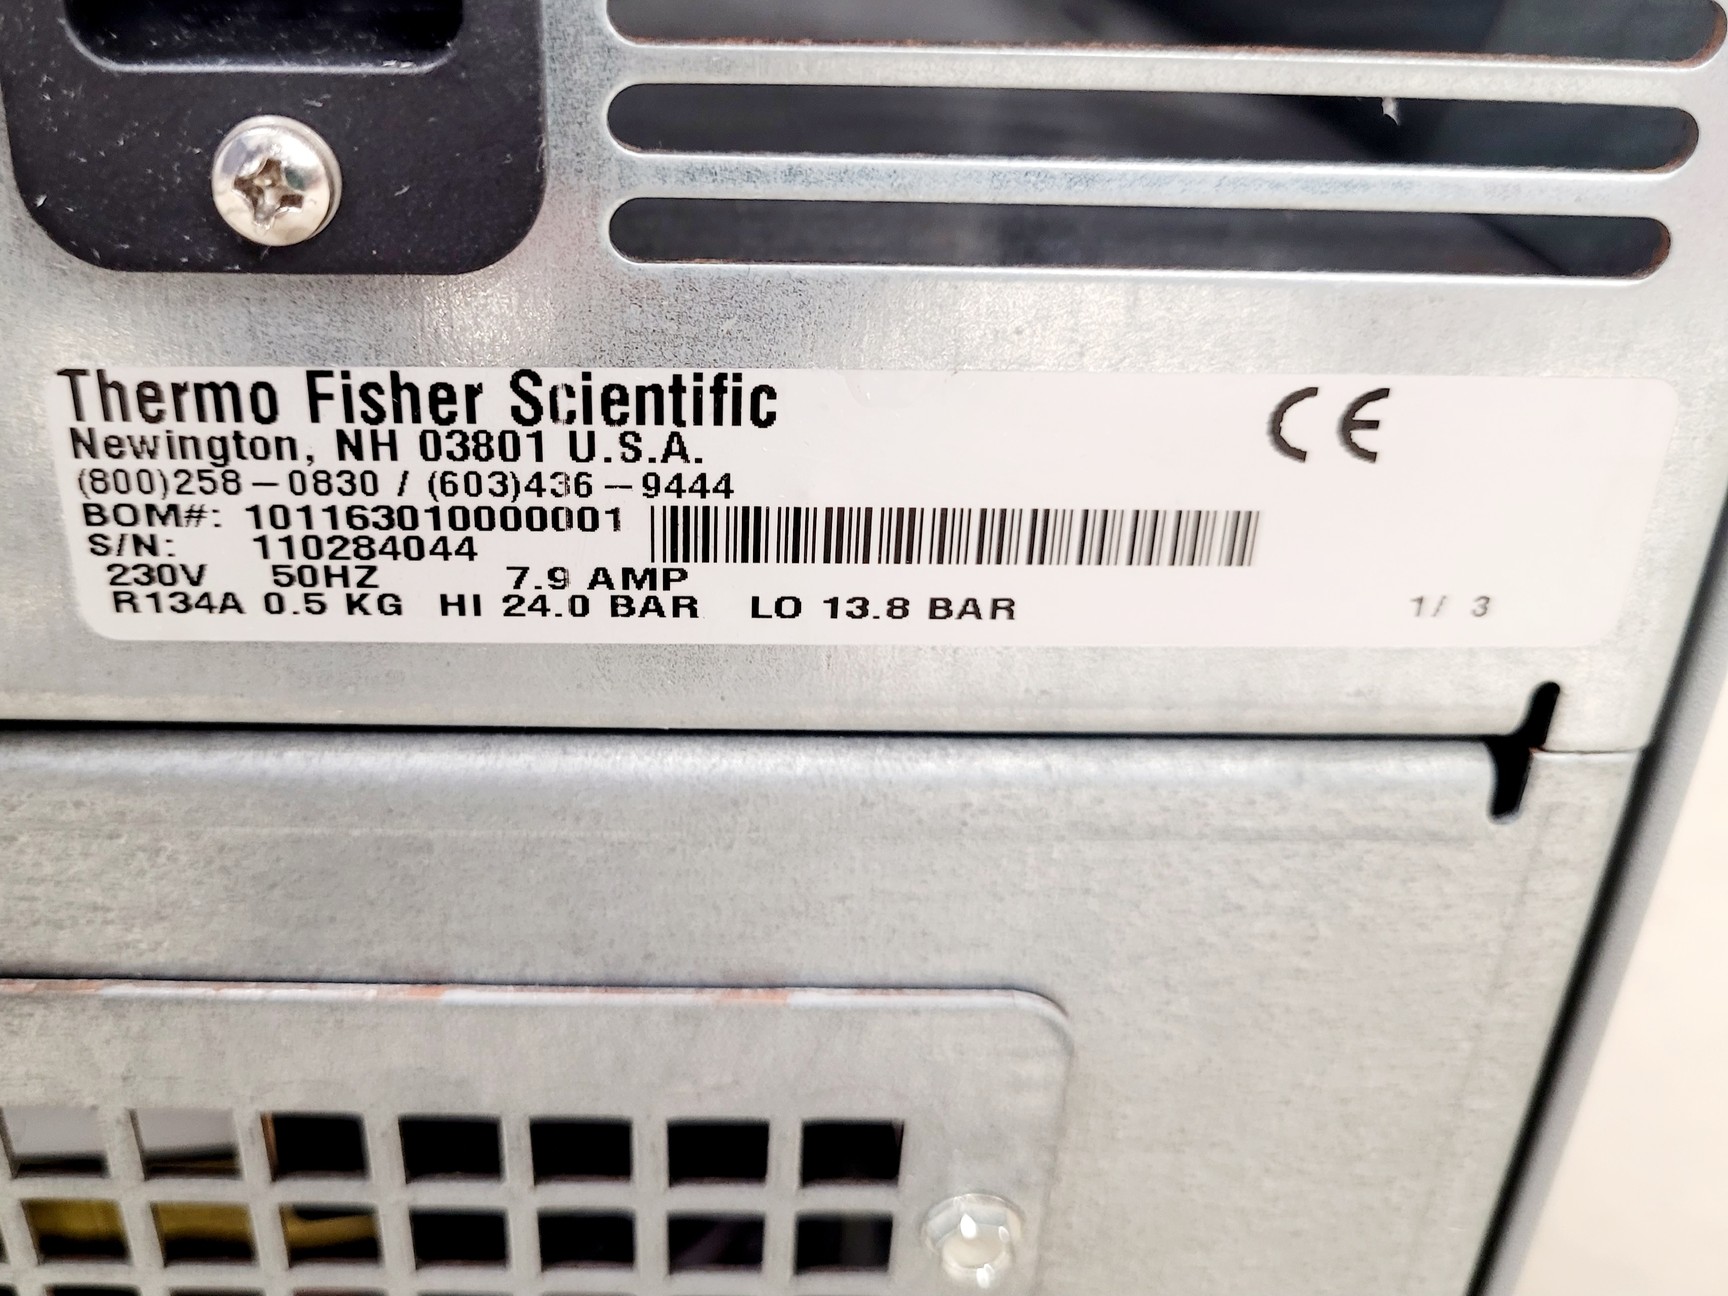 Thermo Fisher Scientific
CE
Newington, NH 03801 U.S.A.
(800)258-0830 / (603)436-9444
BOM#: 101163010000001
S/N: 110284044
230V 50HZ 7.9 AMP
R134A 0.5 KG HI 24.0 BAR LO 13.8 BAR 1/ 3